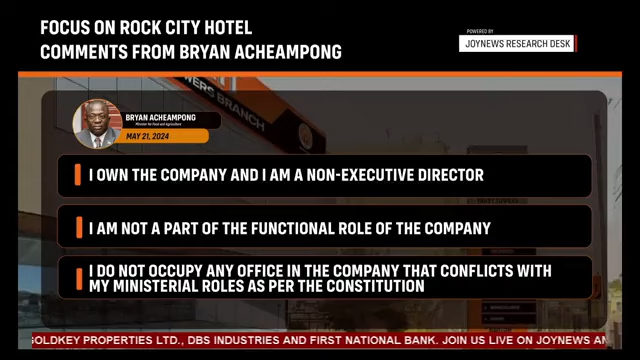 FOCUS ON ROCK CITY HOTEL
COMMENTS FROM BRYAN ACHEAMPONG
POWERED BY
JOYNEWS RESEARCH DESK
BRANCH
BRYAN ACHEAMPONG
Minister for Food and Agriculture
MAY 21, 2024
I OWN THE COMPANY AND I AM A NON-EXECUTIVE DIRECTOR
I AM NOT A PART OF THE FUNCTIONAL ROLE OF THE COMPANY
I DO NOT OCCUPY ANY OFFICE IN THE COMPANY THAT CONFLICTS WITH
MY MINISTERIAL ROLES AS PER THE CONSTITUTION
GOLDKEY PROPERTIES LTD., DBS INDUSTRIES AND FIRST NATIONAL BANK. JOIN US LIVE ON JOYNEWS